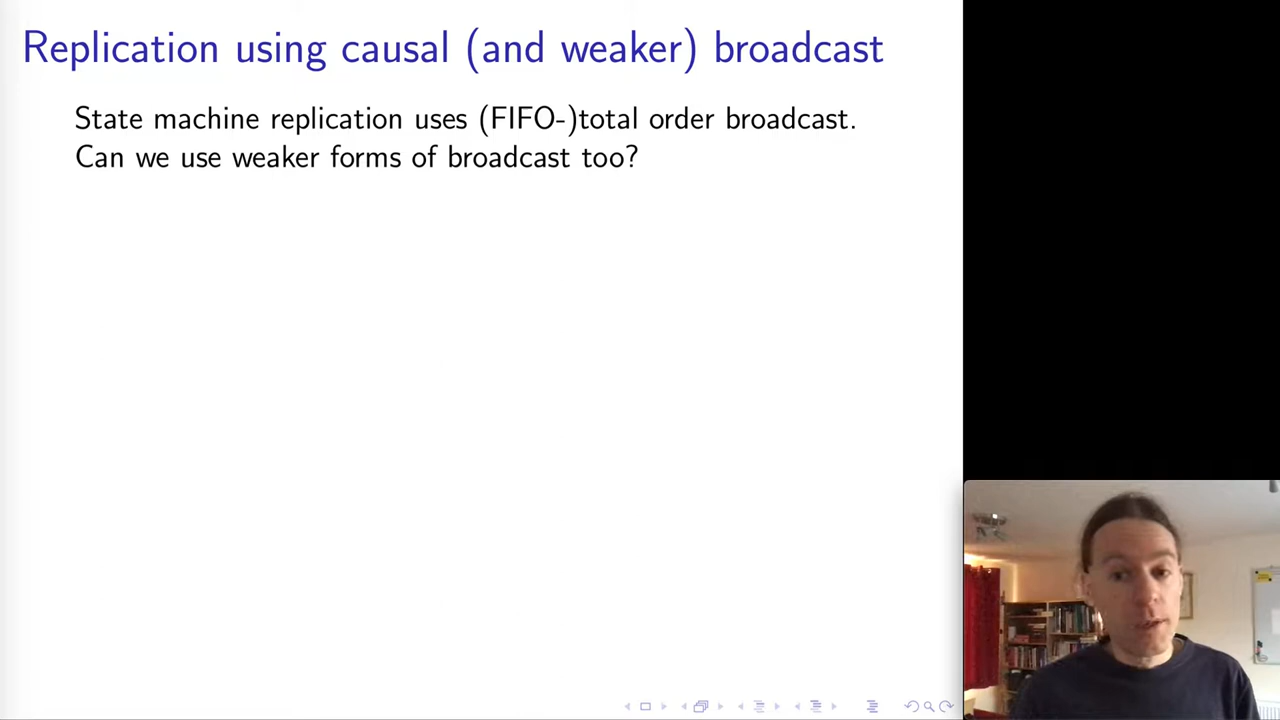 Replication using causal (and weaker) broadcast
State machine replication uses (FIFO-)total order broadcast.
Can we use weaker forms of broadcast too?